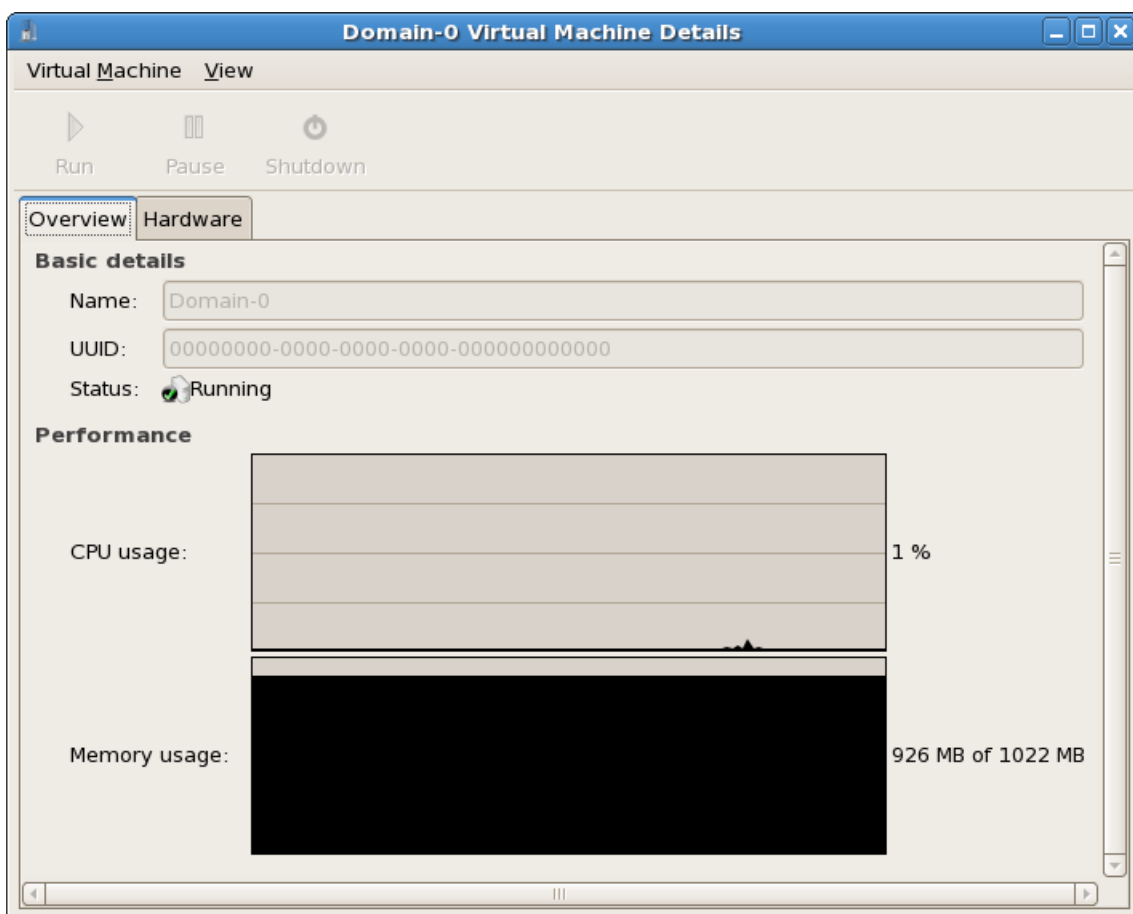 Domain-0 Virtual Machine Details
Virtual Machine View
Run Pause Shutdown
Overview Hardware
Basic details
Name: Domain-0
UUID: 00000000-0000-0000-0000-000000000000
Status: Running
Performance
CPU usage: 1 %
Memory usage: 926 MB of 1022 MB